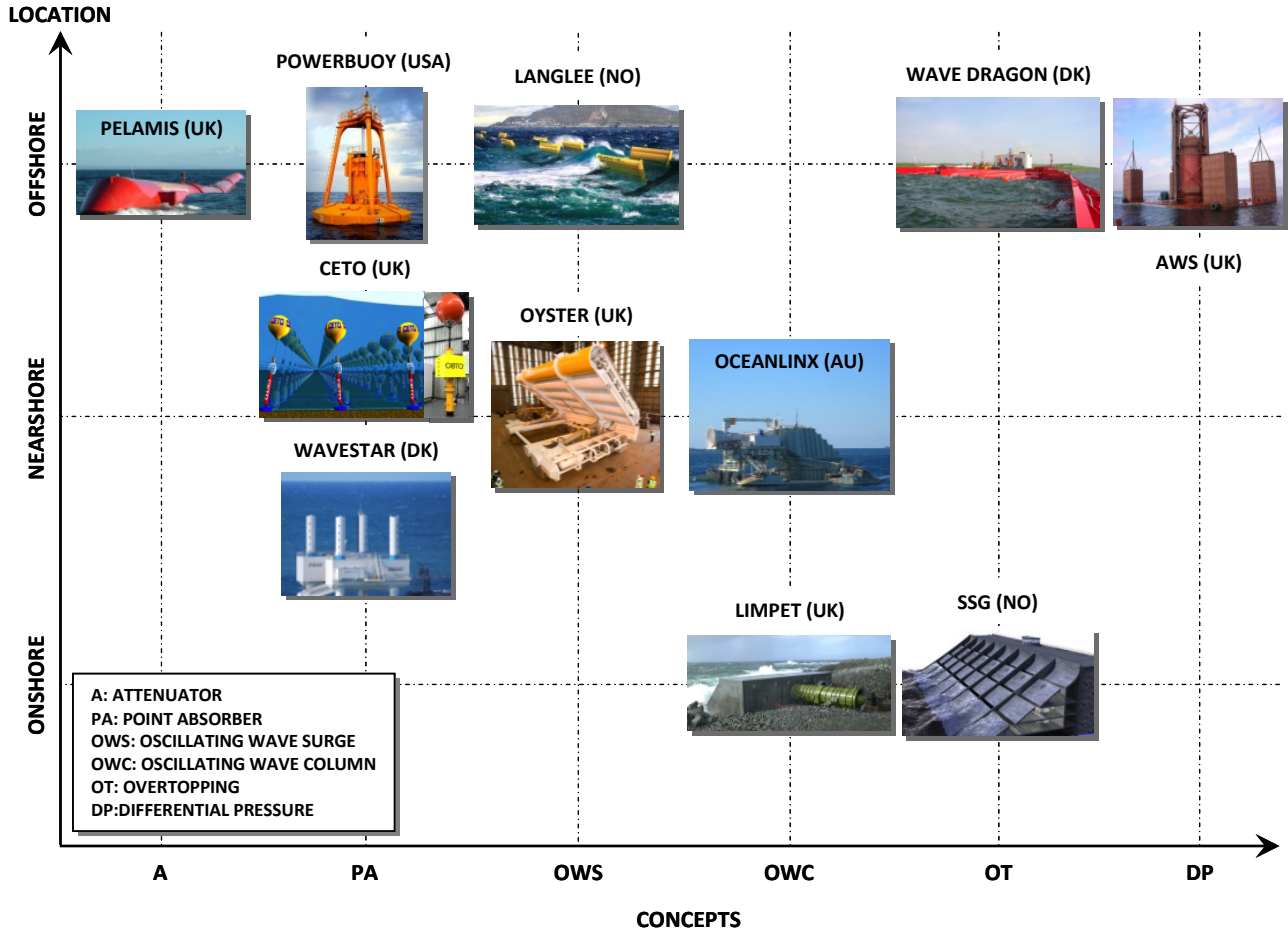 LOCATION
POWERBUOY (USA)
LANGLEE (NO)
WAVE DRAGON (DK)
PELAMIS (UK)
OFFSHORE
CETO (UK)
AWS (UK)
OYSTER (UK)
CETO
OCEANLINX (AU)
NEARSHORE
WAVESTAR (DK)
LIMPET (UK)
SSG (NO)
ONSHORE
A: ATTENUATOR
PA: POINT ABSORBER
OWS: OSCILLATING WAVE SURGE
OWC: OSCILLATING WAVE COLUMN
OT: OVERTOPPING
DP:DIFFERENTIAL PRESSURE
A
PA
OWS
OWC
OT
DP
CONCEPTS